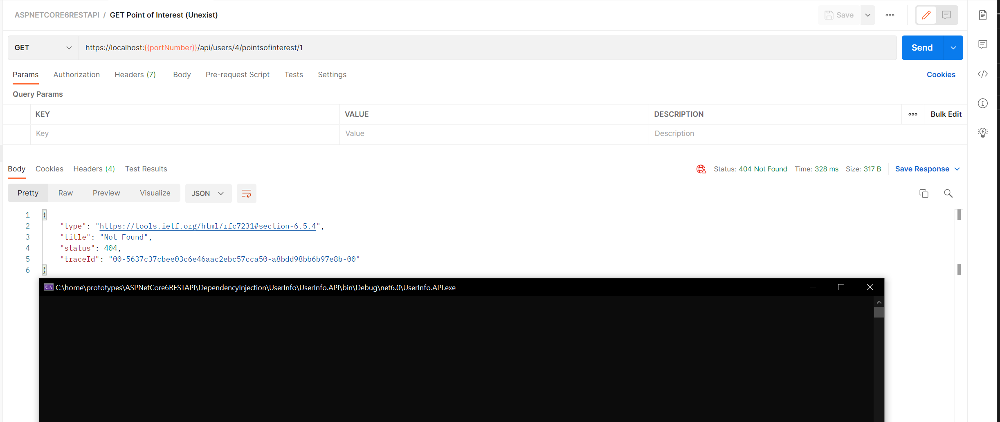 ASPNETCORE6RESTAPI / GET Point of Interest (Unexist)
Save
GET
https://localhost:{{portNumber}}/api/users/4/pointsofinterest/1
Send
Params Authorization Headers (7) Body Pre-request Script Tests Settings Cookies
Query Params
KEY VALUE DESCRIPTION Bulk Edit
Key Value Description
Body Cookies Headers (4) Test Results Status: 404 Not Found Time: 328 ms Size: 317 B Save Response
Pretty Raw Preview Visualize JSON
1 {
2 "type": "https://tools.ietf.org/html/rfc7231#section-6.5.4",
3 "title": "Not Found",
4 "status": 404,
5 "traceId": "00-5637c37cbee03c6e46aac2ebc57cca50-a8bdd98bb6b97e8b-00"
6 }
C:\home\prototypes\ASPNetCore6RESTAPI\DependencyInjection\UserInfo\UserInfo.API\bin\Debug\net6.0\UserInfo.API.exe